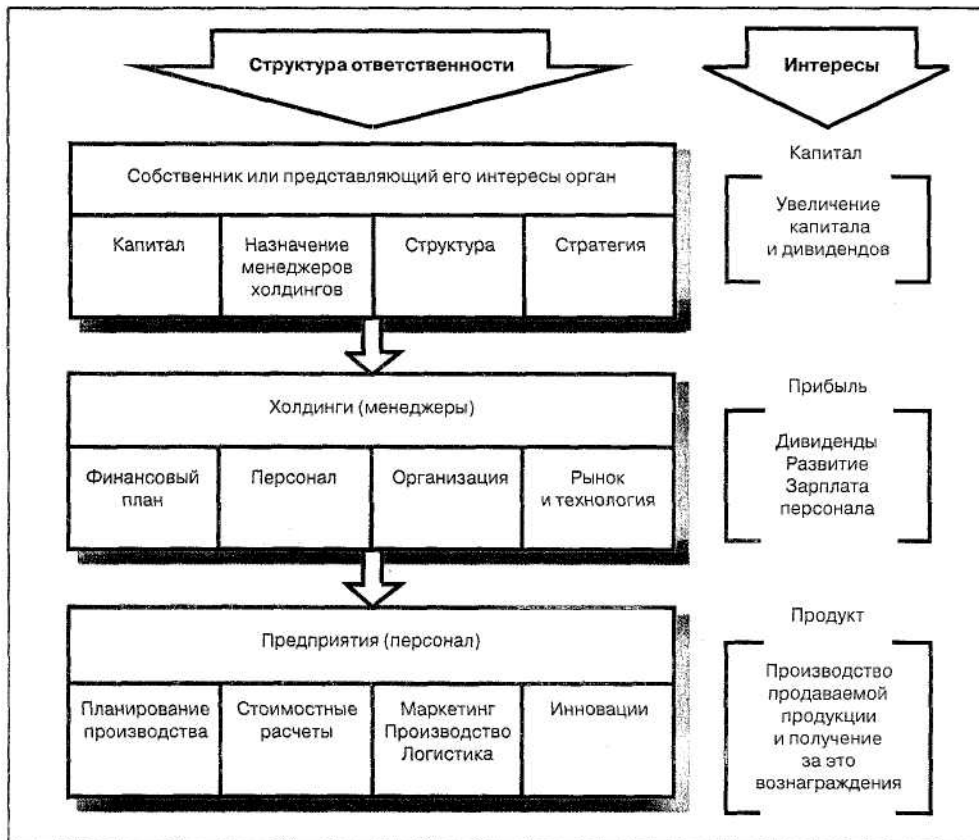 Структура ответственности
Интересы
Собственник или представляющий его интересы орган
Капитал
Назначение
менеджеров
холдингов
Структура
Стратегия
Капитал
Увеличение
капитала
и дивидендов
Холдинги (менеджеры)
Финансовый
план
Персонал
Организация
Рынок
и технология
Прибыль
Дивиденды
Развитие
Зарплата
персонала
Предприятия (персонал)
Планирование
производства
Стоимостные
расчеты
Маркетинг
Производство
Логистика
Инновации
Продукт
Производство
продаваемой
продукции
и получение
за это
вознаграждения